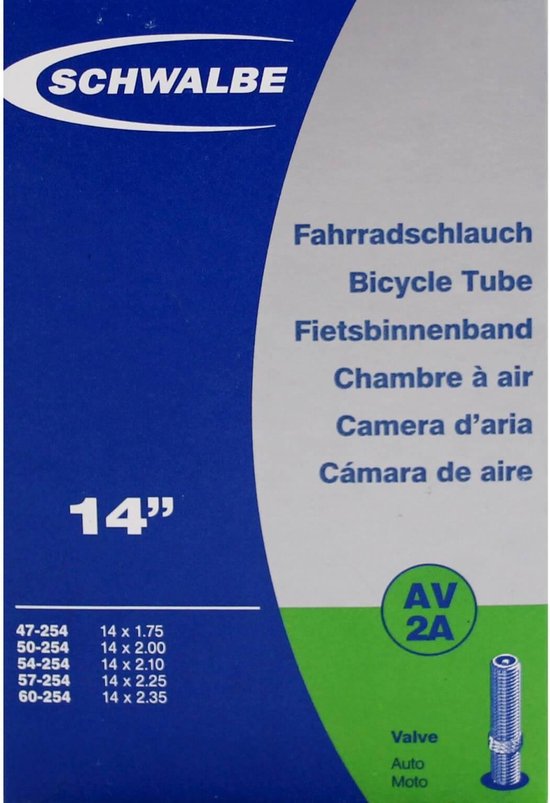 SCHWALBE
Fahrradschlauch
Bicycle Tube
Fietsbinnenband
Chambre à air
Camera d'aria
Cámara de aire
14”
47-254 14 x 1.75
50-254 14 x 2.00
54-254 14 x 2.10
57-254 14 x 2.25
60-254 14 x 2.35
AV
2A
Valve
Auto
Moto